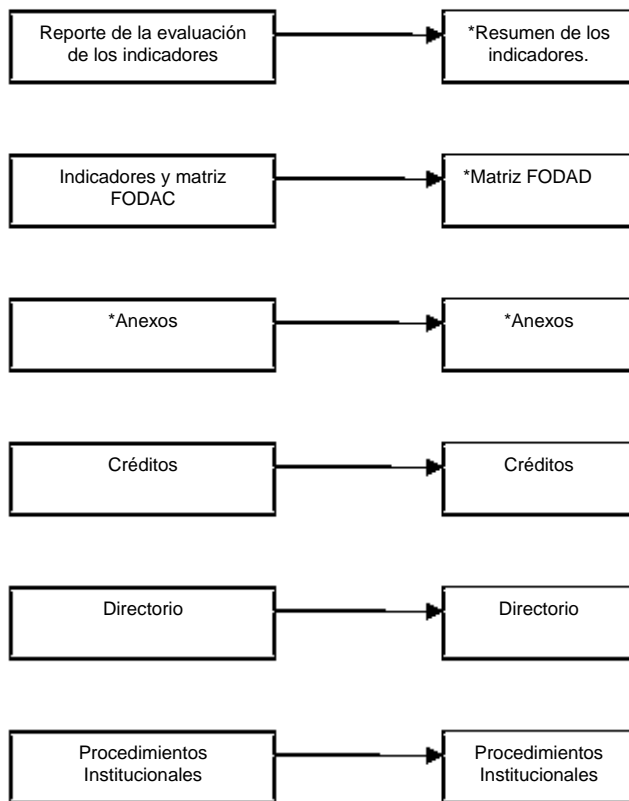 Reporte de la evaluación
de los indicadores
*Resumen de los
indicadores.
Indicadores y matriz
FODAC
*Matriz FODAD
*Anexos
*Anexos
Créditos
Créditos
Directorio
Directorio
Procedimientos
Institucionales
Procedimientos
Institucionales